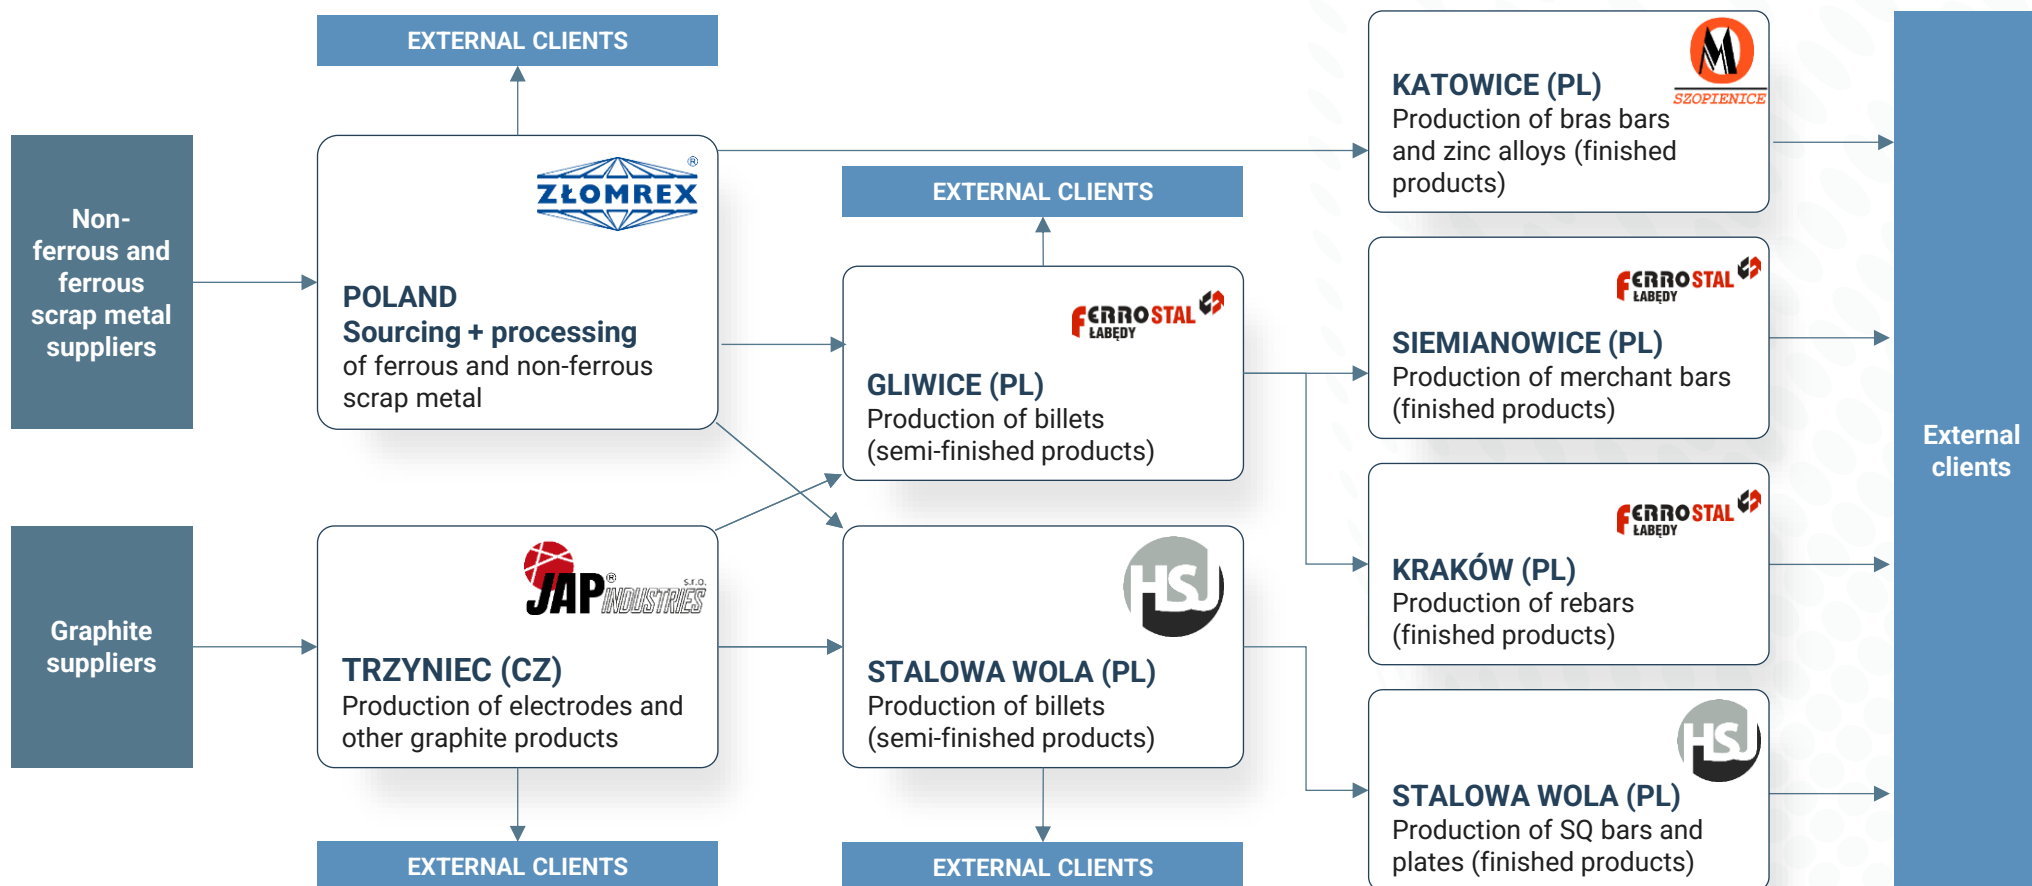 Non-
ferrous and
ferrous
scrap metal
suppliers
Graphite
suppliers
EXTERNAL CLIENTS
ZŁOMREX®
POLAND
Sourcing + processing
of ferrous and non-ferrous
scrap metal
JAP® INDUSTRIES s.r.o.
TRZYNIEC (CZ)
Production of electrodes and
other graphite products
EXTERNAL CLIENTS
EXTERNAL CLIENTS
FERROSTAL
ŁABĘDY
GLIWICE (PL)
Production of billets
(semi-finished products)
HSJ
STALOWA WOLA (PL)
Production of billets
(semi-finished products)
EXTERNAL CLIENTS
M
SZOPIENICE
KATOWICE (PL)
Production of bras bars
and zinc alloys (finished
products)
FERROSTAL
ŁABĘDY
SIEMIANOWICE (PL)
Production of merchant bars
(finished products)
FERROSTAL
ŁABĘDY
KRAKÓW (PL)
Production of rebars
(finished products)
HSJ
STALOWA WOLA (PL)
Production of SQ bars and
plates (finished products)
External
clients